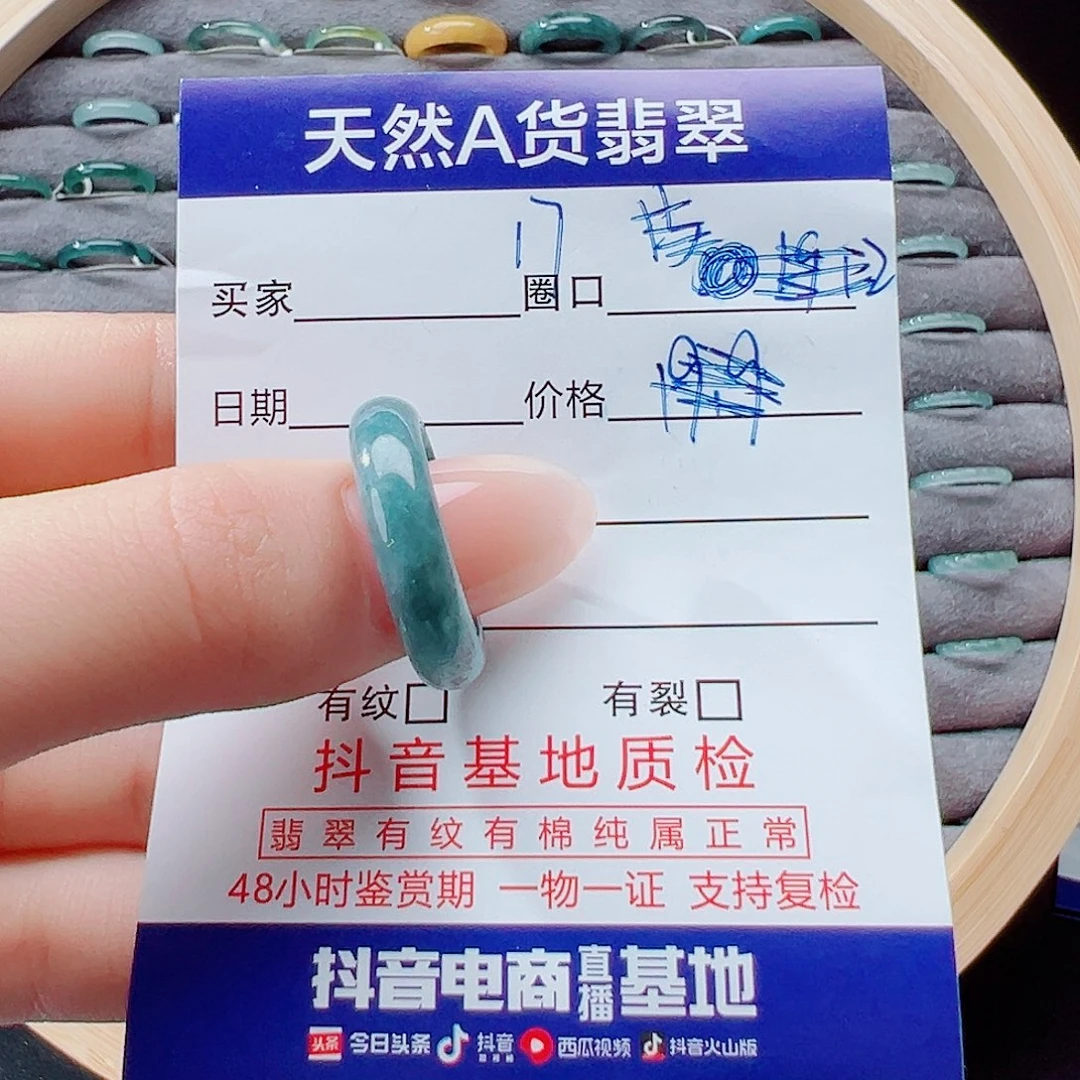 天然A货翡翠
17
买家 圈口
日期 价格
有纹 有裂
抖音基地质检
翡翠有纹有棉纯属正常
48小时鉴赏期 一物一证 支持复检
抖音电商直播基地
头条 今日头条 抖音 西瓜视频 抖音火山版